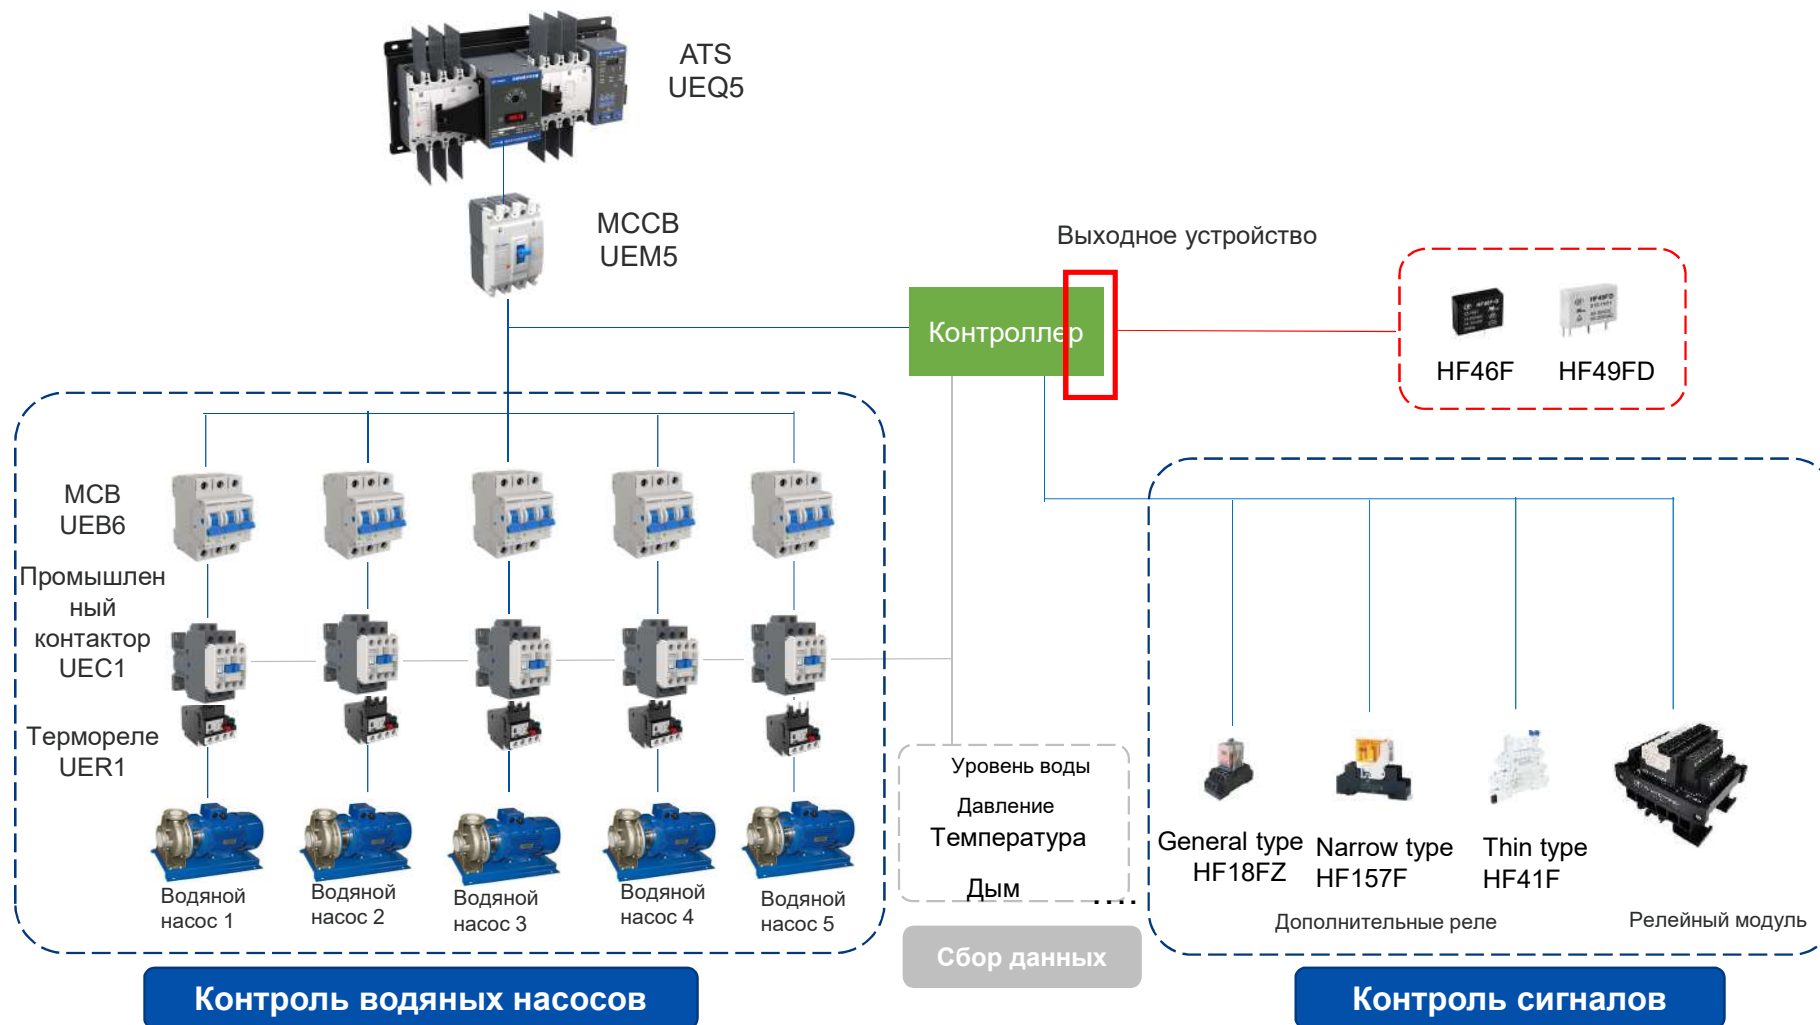 ATS
UEQ5
MCCB
UEM5
Выходное устройство
Контроллер
HF46F
HF49FD
MCB
UEB6
Промышлен
ный
контактор
UEC1
Термореле
UER1
Водяной
насос 1
Водяной
насос 2
Водяной
насос 3
Водяной
насос 4
Водяной
насос 5
Уровень воды
Давление
Температура
Дым
....
Сбор данных
General type
HF18FZ
Narrow type
HF157F
Thin type
HF41F
Дополнительные реле
Релейный модуль
Контроль водяных насосов
Контроль сигналов